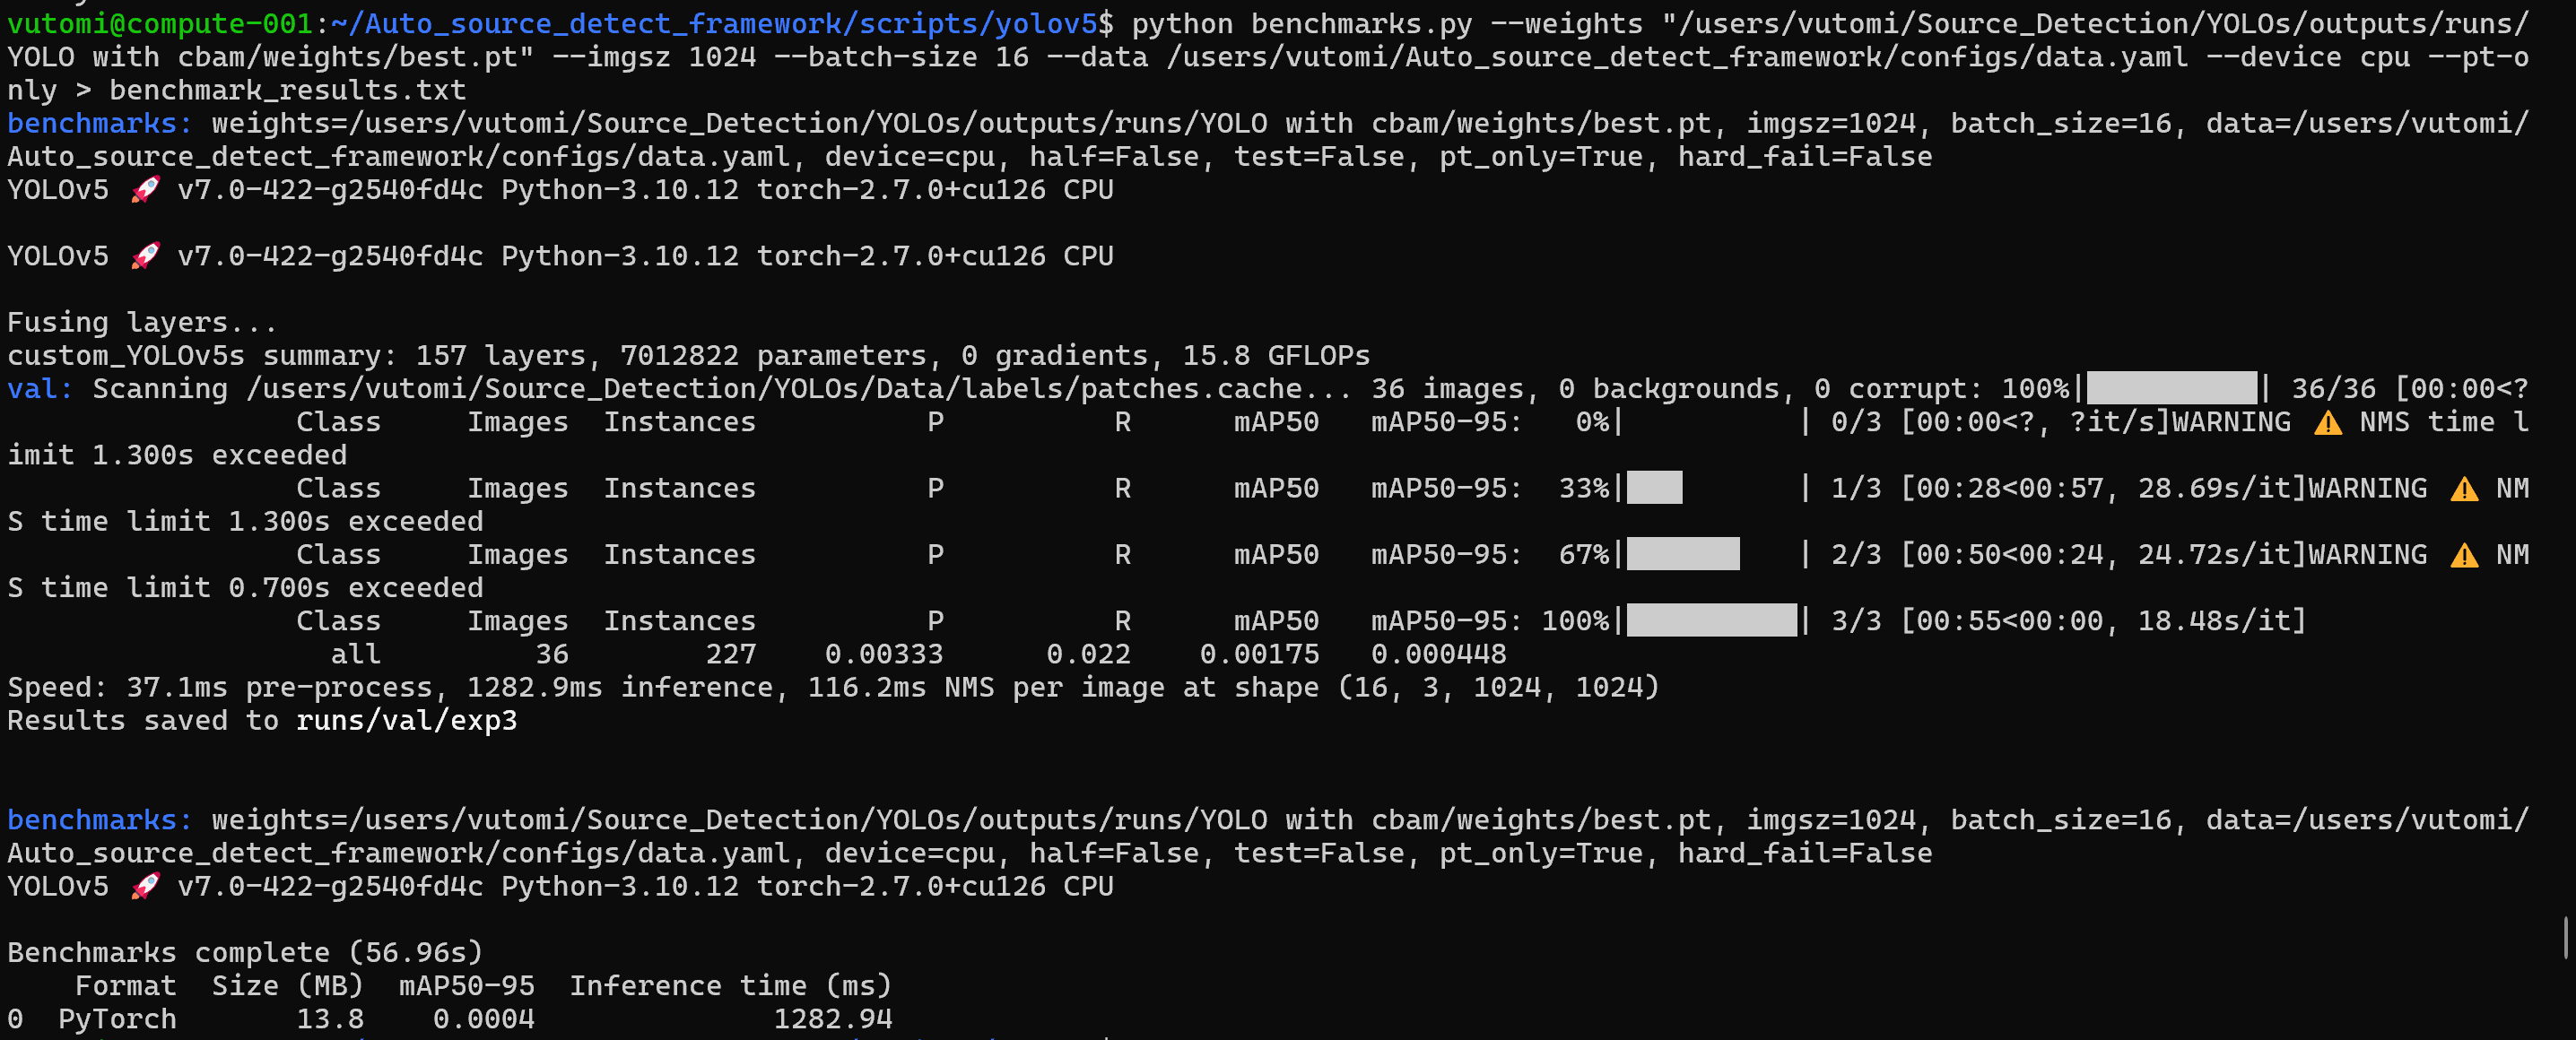 vutomi@compute-001:~/Auto_source_detect_framework/scripts/yolov5$ python benchmarks.py --weights "/users/vutomi/Source_Detection/YOLOs/outputs/runs/
YOLO with cbam/weights/best.pt" --imgsz 1024 --batch-size 16 --data /users/vutomi/Auto_source_detect_framework/configs/data.yaml --device cpu --pt-o
nly > benchmark_results.txt
benchmarks: weights=/users/vutomi/Source_Detection/YOLOs/outputs/runs/YOLO with cbam/weights/best.pt, imgsz=1024, batch_size=16, data=/users/vutomi/
Auto_source_detect_framework/configs/data.yaml, device=cpu, half=False, test=False, pt_only=True, hard_fail=False
YOLOv5 🚀 v7.0-422-g2540fd4c Python-3.10.12 torch-2.7.0+cu126 CPU
YOLOv5 🚀 v7.0-422-g2540fd4c Python-3.10.12 torch-2.7.0+cu126 CPU
Fusing layers...
custom_YOLOv5s summary: 157 layers, 7012822 parameters, 0 gradients, 15.8 GFLOPs
val: Scanning /users/vutomi/Source_Detection/YOLOs/Data/labels/patches.cache... 36 images, 0 backgrounds, 0 corrupt: 100%|██████████| 36/36 [00:00<?
Class Images Instances P R mAP50 mAP50-95: 0%| | 0/3 [00:00<?, ?it/s]WARNING ⚠️ NMS time l
imit 1.300s exceeded
Class Images Instances P R mAP50 mAP50-95: 33%|███ | 1/3 [00:28<00:57, 28.69s/it]WARNING ⚠️ NM
S time limit 1.300s exceeded
Class Images Instances P R mAP50 mAP50-95: 67%|██████ | 2/3 [00:50<00:24, 24.72s/it]WARNING ⚠️ NM
S time limit 0.700s exceeded
Class Images Instances P R mAP50 mAP50-95: 100%|██████████| 3/3 [00:55<00:00, 18.48s/it]
all 36 227 0.00333 0.022 0.00175 0.000448
Speed: 37.1ms pre-process, 1282.9ms inference, 116.2ms NMS per image at shape (16, 3, 1024, 1024)
Results saved to runs/val/exp3
benchmarks: weights=/users/vutomi/Source_Detection/YOLOs/outputs/runs/YOLO with cbam/weights/best.pt, imgsz=1024, batch_size=16, data=/users/vutomi/
Auto_source_detect_framework/configs/data.yaml, device=cpu, half=False, test=False, pt_only=True, hard_fail=False
YOLOv5 🚀 v7.0-422-g2540fd4c Python-3.10.12 torch-2.7.0+cu126 CPU
Benchmarks complete (56.96s)
Format Size (MB) mAP50-95 Inference time (ms)
0 PyTorch 13.8 0.0004 1282.94